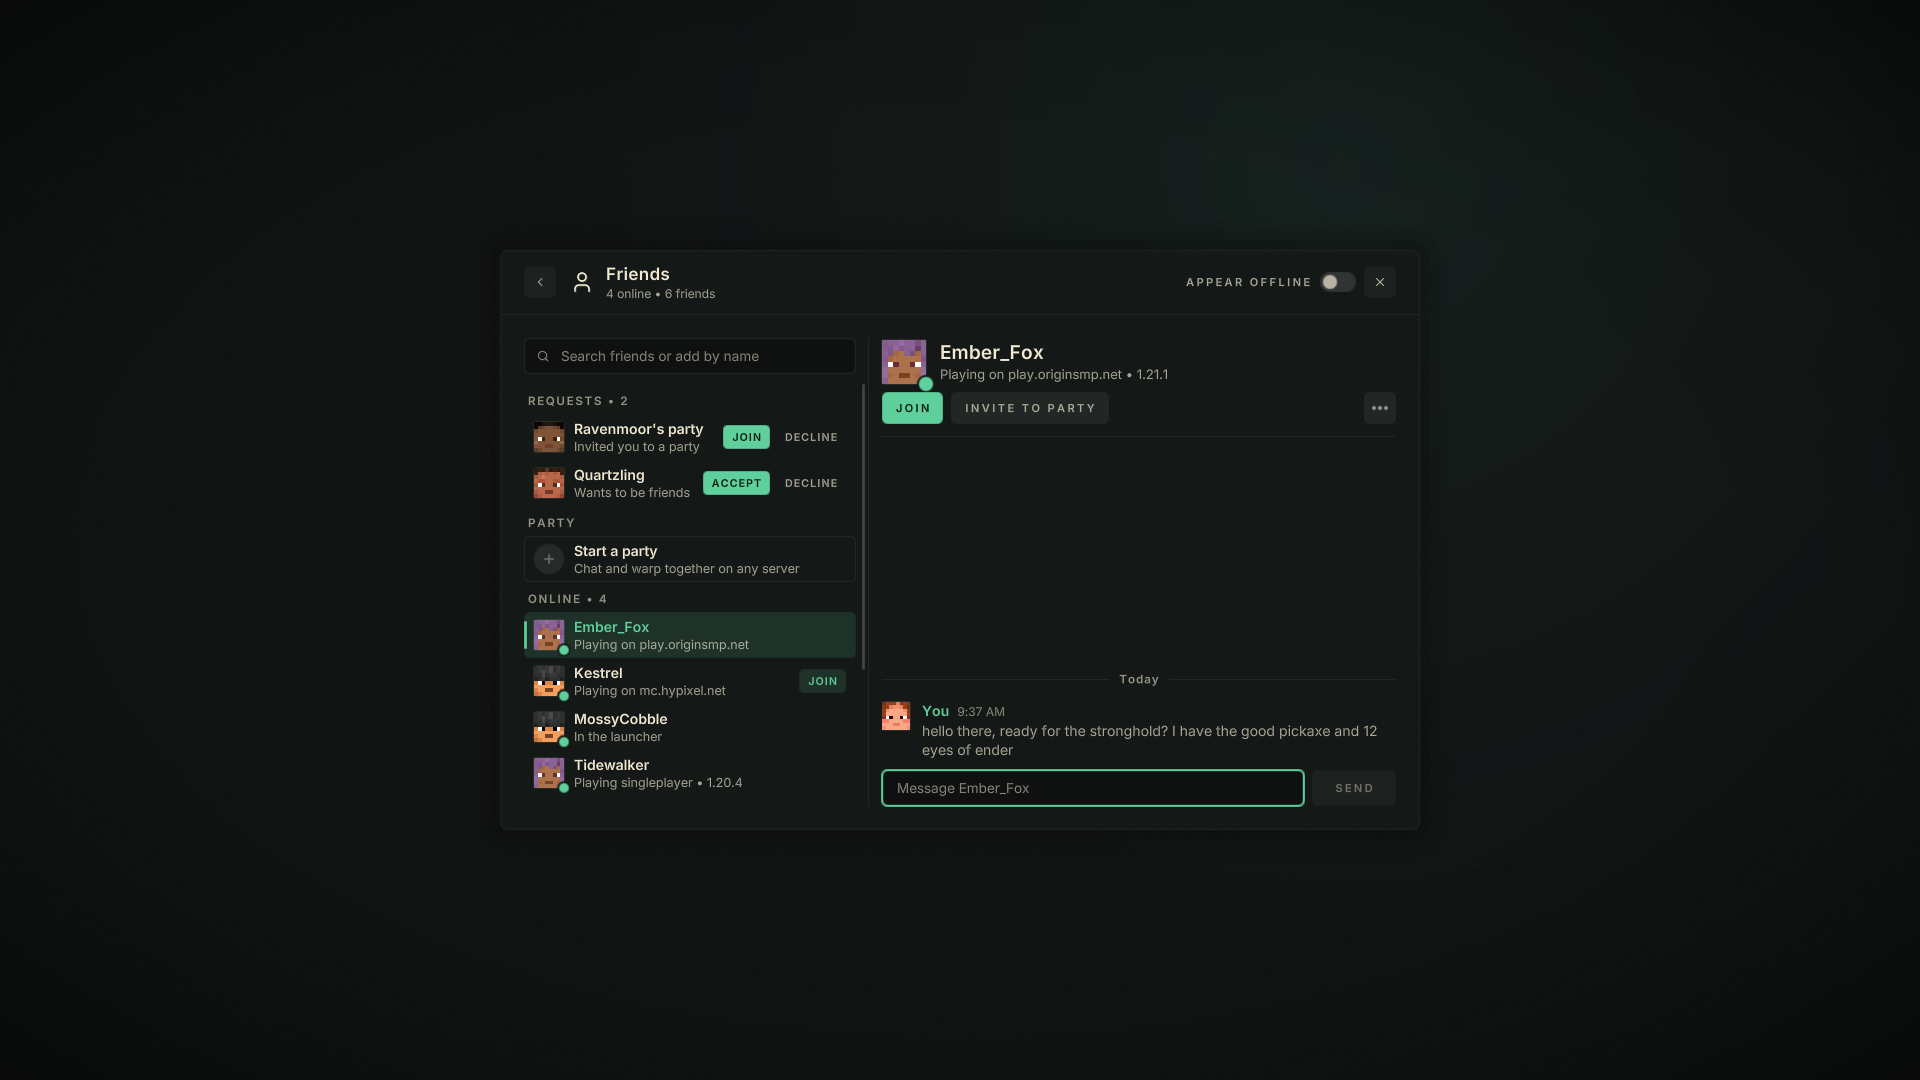 Friends
4 online • 6 friends
APPEAR OFFLINE
Search friends or add by name
REQUESTS • 2
Ravenmoor's party
Invited you to a party
JOIN
DECLINE
Quartzling
Wants to be friends
ACCEPT
DECLINE
PARTY
Start a party
Chat and warp together on any server
ONLINE • 4
Ember_Fox
Playing on play.originsmp.net
Kestrel
Playing on mc.hypixel.net
JOIN
MossyCobble
In the launcher
Tidewalker
Playing singleplayer • 1.20.4
Ember_Fox
Playing on play.originsmp.net • 1.21.1
JOIN
INVITE TO PARTY
Today
You 9:37 AM
hello there, ready for the stronghold? I have the good pickaxe and 12
eyes of ender
Message Ember_Fox
SEND